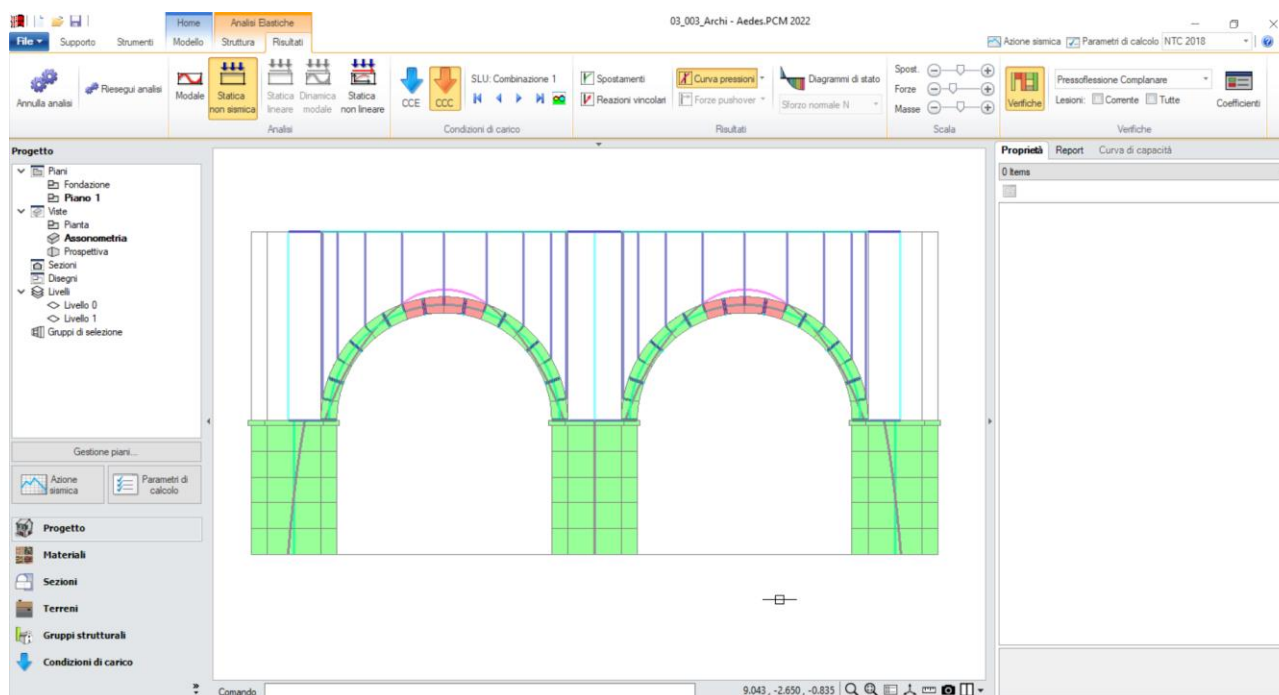 03_003_Archi - Aedes.PCM 2022
Home
Analisi Elastiche
File
Supporto
Strumenti
Modello
Struttura
Risultati
Azione sismica
Parametri di calcolo
NTC 2018
Annulla analisi
Riesegui analisi
Modale
Statica non sismica
Statica lineare
Dinamica modale
Statica non lineare
Analisi
CCE
CCC
SLU: Combinazione 1
Condizioni di carico
Spostamenti
Reazioni vincolari
Curva pressioni
Forze pushover
Diagrammi di stato
Sforzo normale N
Risultati
Spost.
Forze
Masse
Scala
Verifiche
Pressoflessione Complanare
Lesioni:
Corrente
Tutte
Coefficienti
Verifiche
Progetto
Piani
Fondazione
Piano 1
Viste
Pianta
Assonometria
Prospettiva
Sezioni
Disegni
Livelli
Livello 0
Livello 1
Gruppi di selezione
Gestione piani...
Azione sismica
Parametri di calcolo
Progetto
Materiali
Sezioni
Terreni
Gruppi strutturali
Condizioni di carico
Proprietà
Report
Curva di capacità
0 Items
Comando
9.043 , -2.650 , -0.835